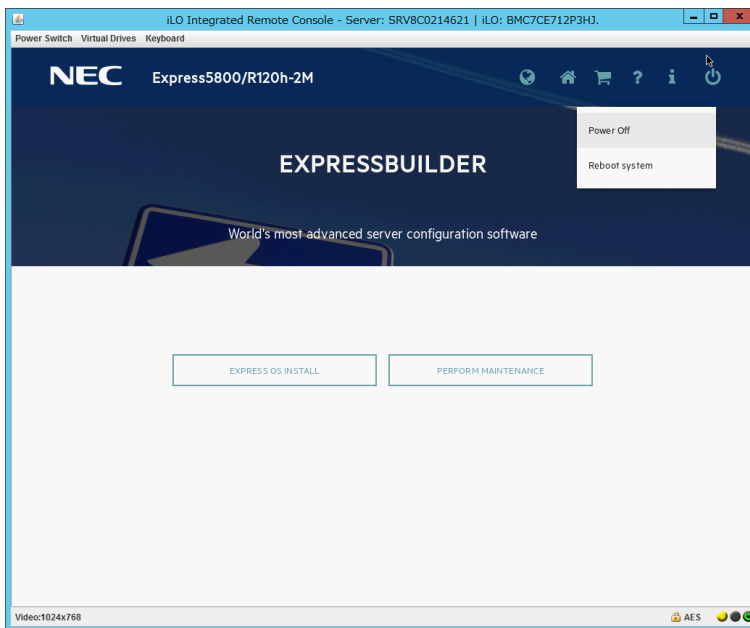 iLO Integrated Remote Console - Server: SRV8C0214621 | iLO: BMC7CE712P3HJ.
Power Switch Virtual Drives Keyboard
NEC Express5800/R120h-2M
Power Off
Reboot system
EXPRESSBUILDER
World's most advanced server configuration software
EXPRESS OS INSTALL PERFORM MAINTENANCE
Video:1024x768 AES